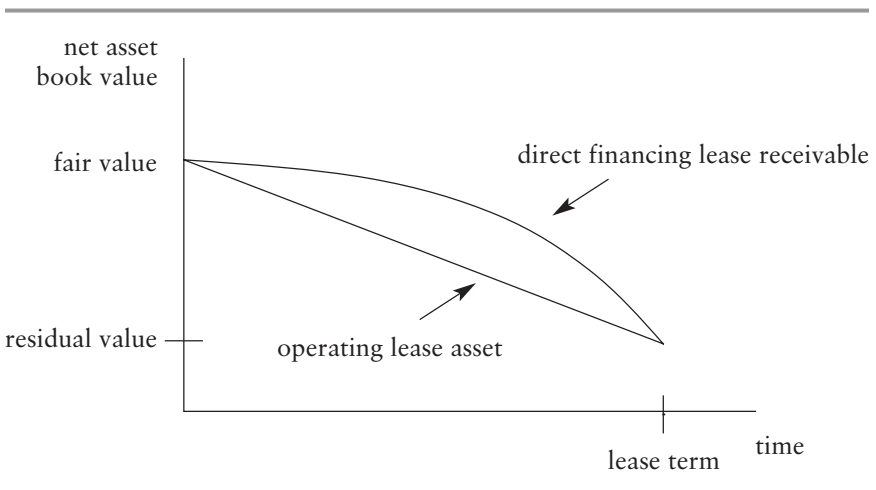 net asset
book value
fair value
direct financing lease receivable
residual value
operating lease asset
time
lease term